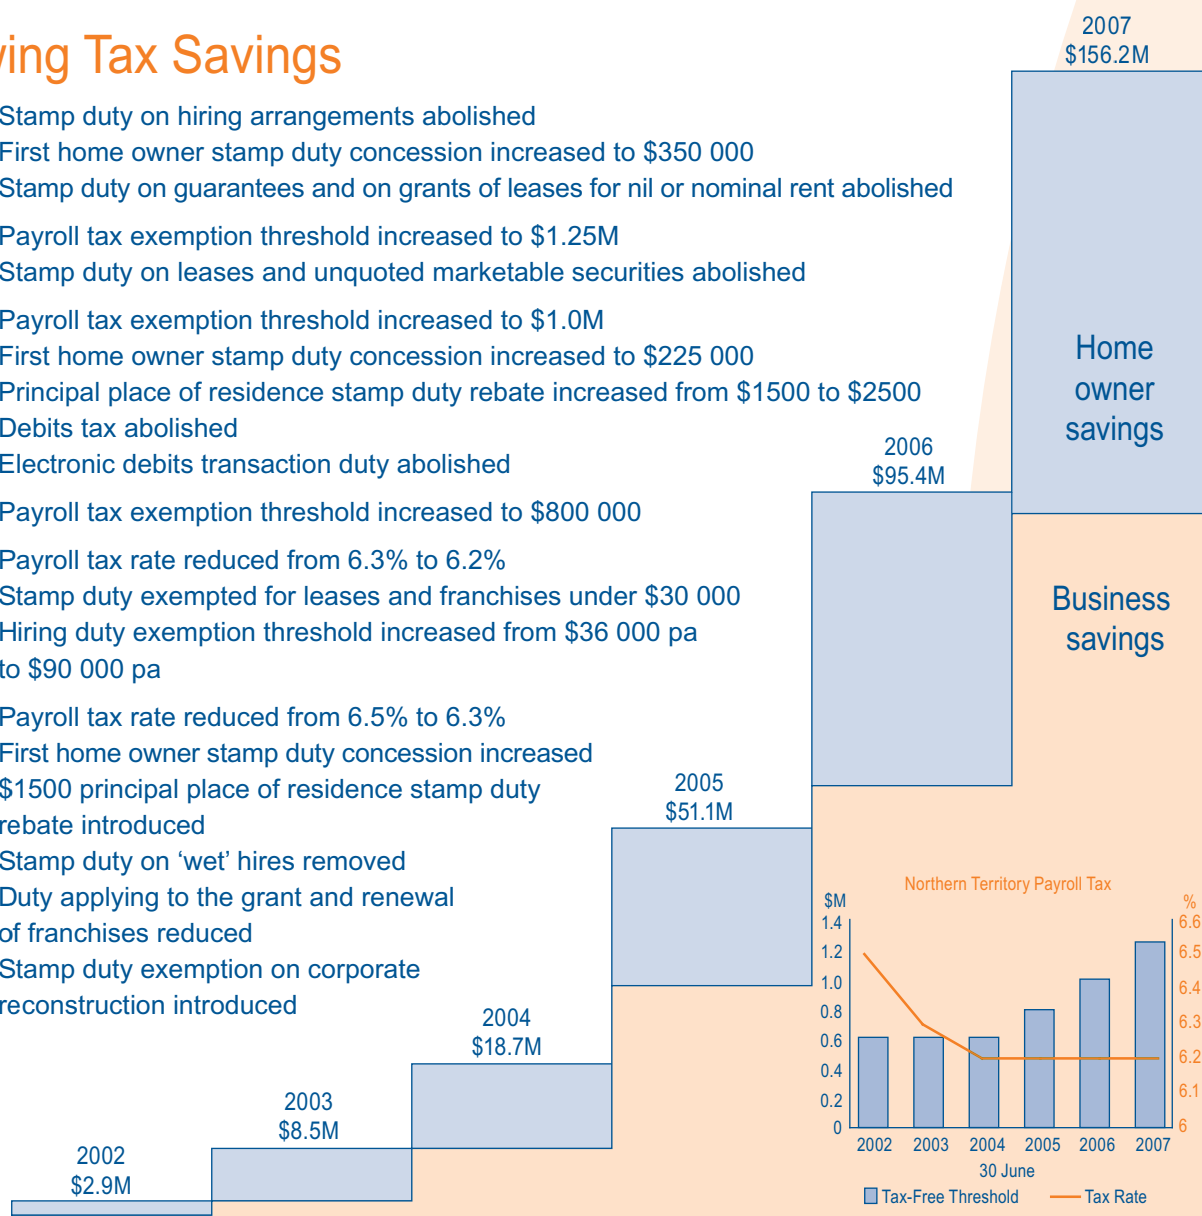 ing Tax Savings
Stamp duty on hiring arrangements abolished
First home owner stamp duty concession increased to $350 000
Stamp duty on guarantees and on grants of leases for nil or nominal rent abolished
Payroll tax exemption threshold increased to $1.25M
Stamp duty on leases and unquoted marketable securities abolished
Payroll tax exemption threshold increased to $1.0M
First home owner stamp duty concession increased to $225 000
Principal place of residence stamp duty rebate increased from $1500 to $2500
Debits tax abolished
Electronic debits transaction duty abolished
Payroll tax exemption threshold increased to $800 000
Payroll tax rate reduced from 6.3% to 6.2%
Stamp duty exempted for leases and franchises under $30 000
Hiring duty exemption threshold increased from $36 000 pa
to $90 000 pa
Payroll tax rate reduced from 6.5% to 6.3%
First home owner stamp duty concession increased
$1500 principal place of residence stamp duty
rebate introduced
Stamp duty on ‘wet’ hires removed
Duty applying to the grant and renewal
of franchises reduced
Stamp duty exemption on corporate
reconstruction introduced
2002
$2.9M
2003
$8.5M
2004
$18.7M
2005
$51.1M
2006
$95.4M
2007
$156.2M
Home
owner
savings
Business
savings
Northern Territory Payroll Tax
$M
1.4
1.2
1.0
0.8
0.6
0.4
0.2
0
%
6.6
6.5
6.4
6.3
6.2
6.1
6
2002 2003 2004 2005 2006 2007
30 June
Tax-Free Threshold Tax Rate